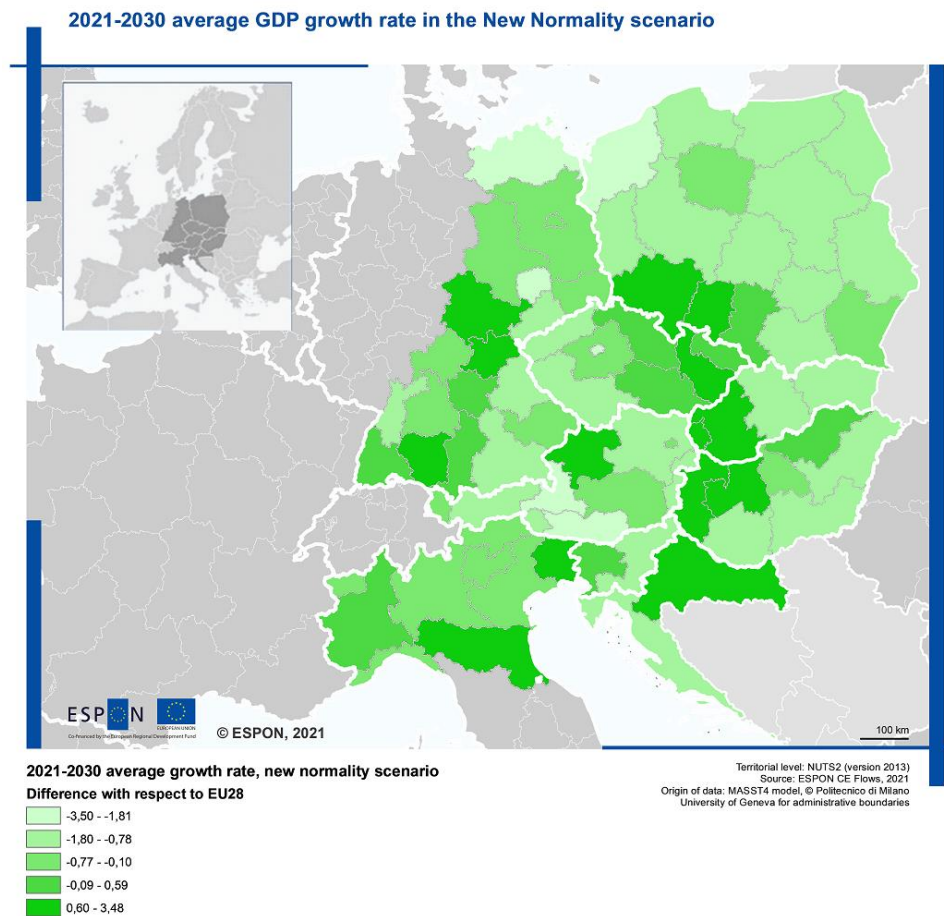 2021-2030 average GDP growth rate in the New Normality scenario
ESPON
EUROPEAN UNION
Co-financed by the European Regional Development Fund
© ESPON, 2021
100 km
2021-2030 average growth rate, new normality scenario
Difference with respect to EU28
-3,50 - -1,81
-1,80 - -0,78
-0,77 - -0,10
-0,09 - 0,59
0,60 - 3,48
Territorial level: NUTS2 (version 2013)
Source: ESPON CE Flows, 2021
Origin of data: MASST4 model, © Politecnico di Milano
University of Geneva for administrative boundaries